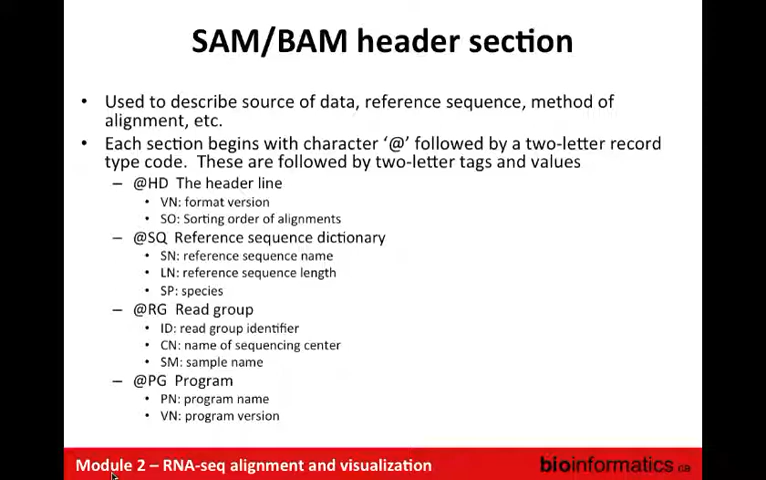 SAM/BAM header section
• Used to describe source of data, reference sequence, method of
alignment, etc.
• Each section begins with character ‘@’ followed by a two-letter record
type code.  These are followed by two-letter tags and values
– @HD  The header line
• VN: format version
• SO: Sorting order of alignments
– @SQ  Reference sequence dictionary
• SN: reference sequence name
• LN: reference sequence length
• SP: species
– @RG  Read group
• ID: read group identifier
• CN: name of sequencing center
• SM: sample name
– @PG  Program
• PN: program name
• VN: program version
Module 2 – RNA-seq alignment and visualization
bioinformatics.ca